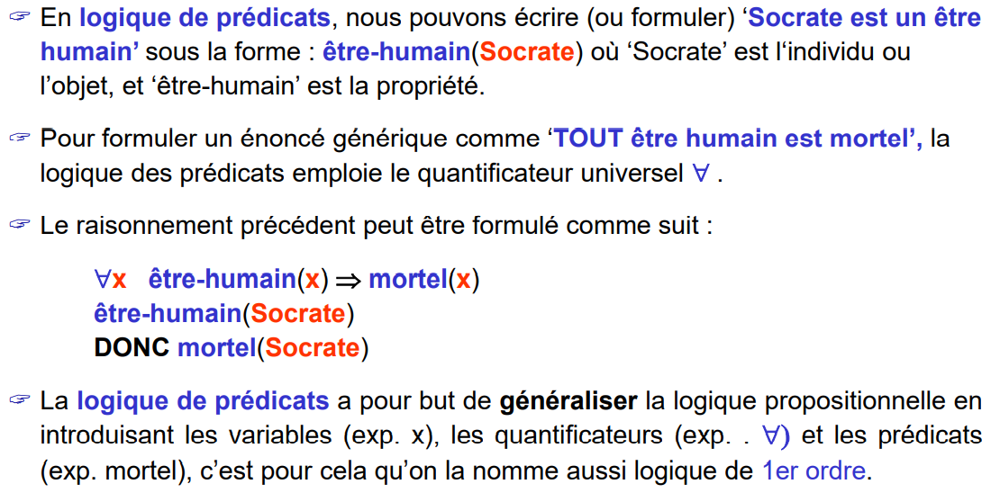 ☞ En logique de prédicats, nous pouvons écrire (ou formuler) ‘Socrate est un être
humain’ sous la forme : être-humain(Socrate) où ‘Socrate’ est l‘individu ou
l’objet, et ‘être-humain’ est la propriété.
☞ Pour formuler un énoncé générique comme ‘TOUT être humain est mortel’, la
logique des prédicats emploie le quantificateur universel ∀ .
☞ Le raisonnement précédent peut être formulé comme suit :
∀x être-humain(x) ⇒ mortel(x)
être-humain(Socrate)
DONC mortel(Socrate)
☞ La logique de prédicats a pour but de généraliser la logique propositionnelle en
introduisant les variables (exp. x), les quantificateurs (exp. . ∀) et les prédicats
(exp. mortel), c’est pour cela qu’on la nomme aussi logique de 1er ordre.